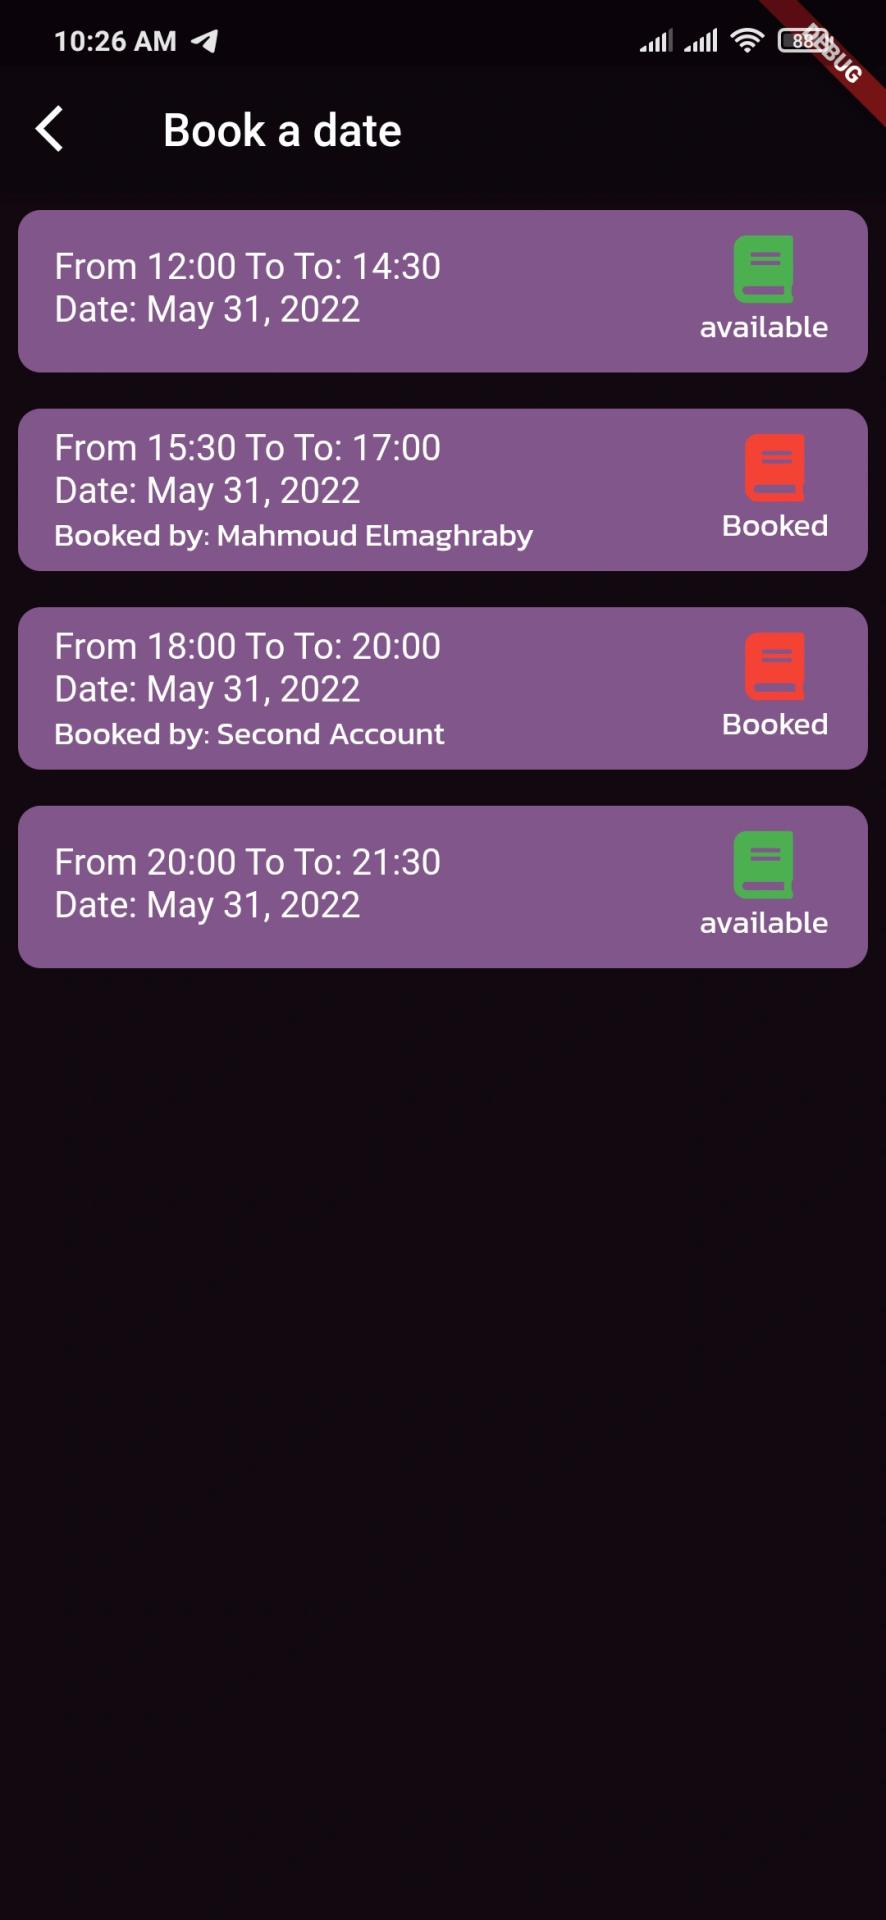 10:26 AM
88
DEBUG
Book a date
From 12:00 To To: 14:30
Date: May 31, 2022
available
From 15:30 To To: 17:00
Date: May 31, 2022
Booked by: Mahmoud Elmaghraby
Booked
From 18:00 To To: 20:00
Date: May 31, 2022
Booked by: Second Account
Booked
From 20:00 To To: 21:30
Date: May 31, 2022
available